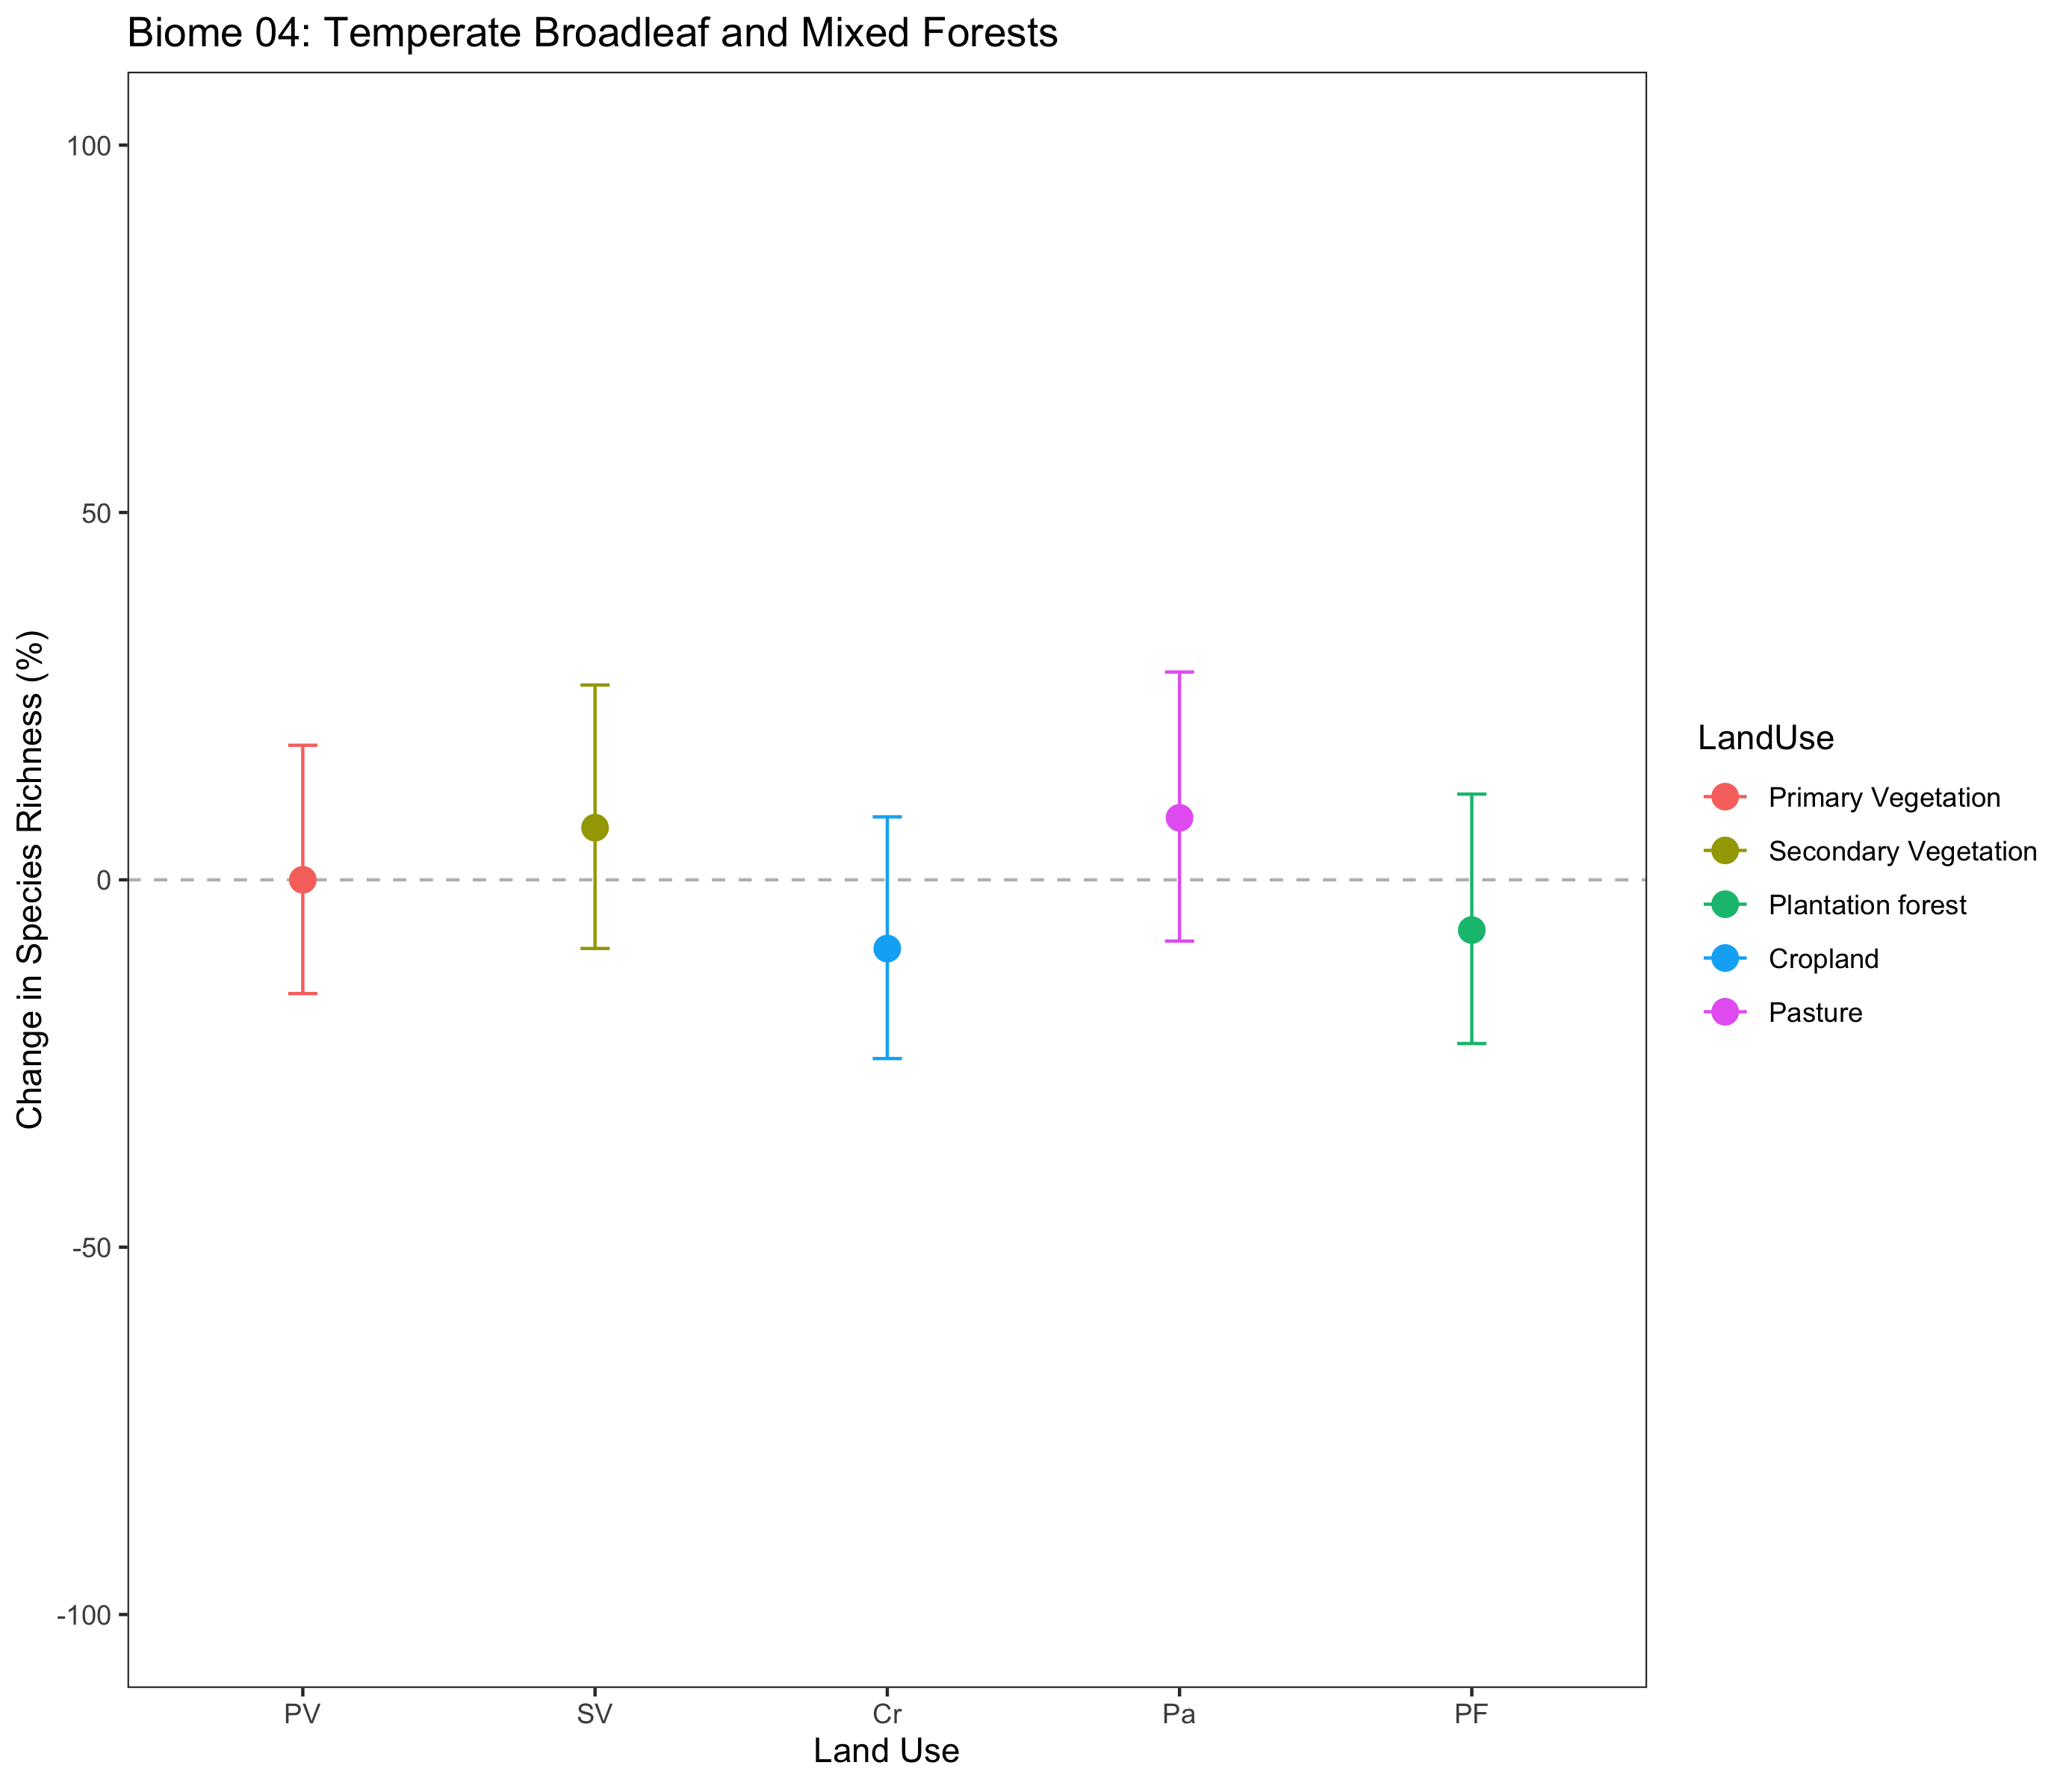 Biome 04: Temperate Broadleaf and Mixed Forests
100
50
0
-50
-100
Change in Species Richness (%)
PV
SV
Cr
Pa
PF
Land Use
LandUse
Primary Vegetation
Secondary Vegetation
Plantation forest
Cropland
Pasture